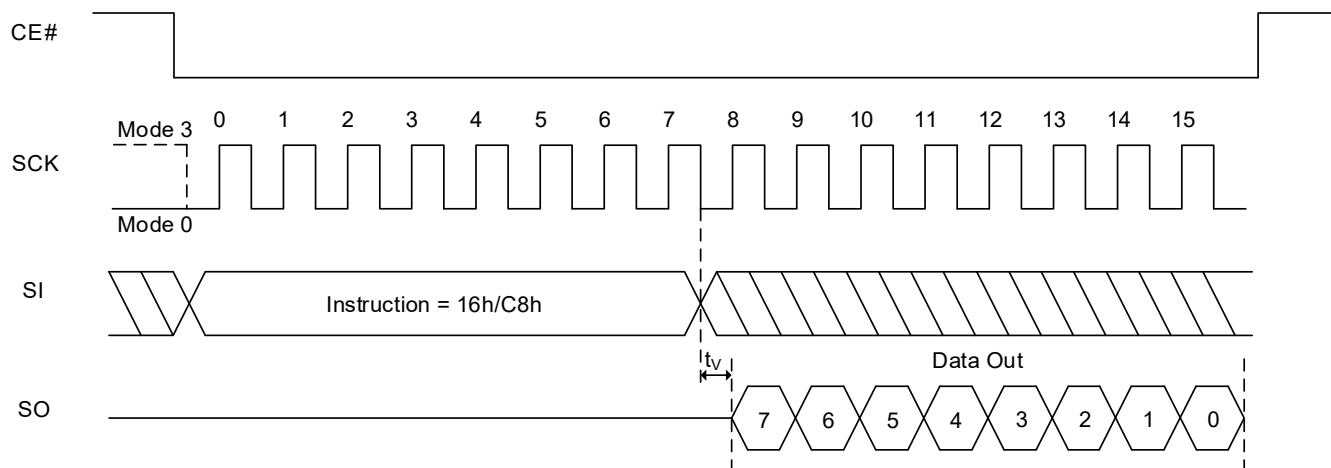 CE#
0 1 2 3 4 5 6 7 8 9 10 11 12 13 14 15
Mode 3
SCK
Mode 0
SI
Instruction = 16h/C8h
tV
Data Out
SO
7 6 5 4 3 2 1 0